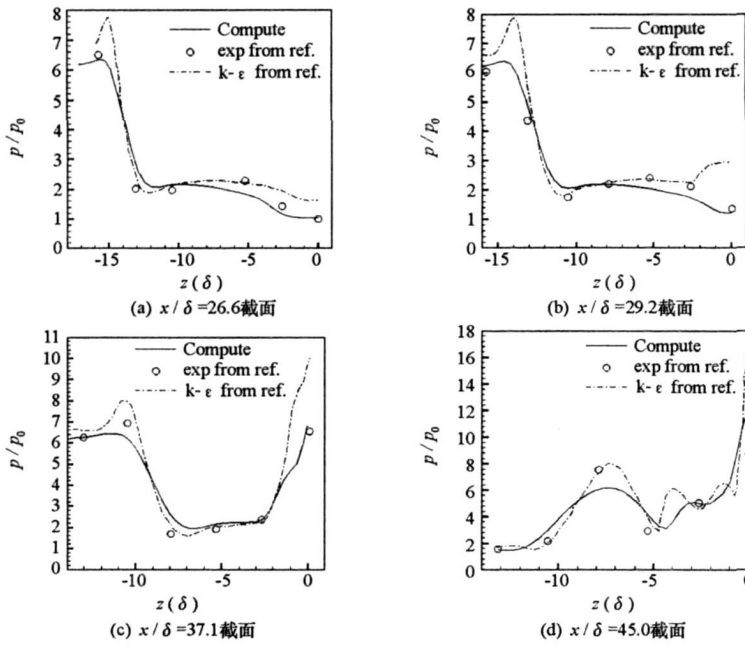 8
7
6
5
4
3
2
1
0
p/p₀
Compute
exp from ref.
k- ε from ref.
-15
-10
-5
0
z(δ)
(a) x / δ =26.6截面
8
7
6
5
4
3
2
1
0
p/p₀
Compute
exp from ref.
k- ε from ref.
-15
-10
-5
0
z(δ)
(b) x / δ =29.2截面
11
10
9
8
7
6
5
4
3
2
1
0
p/p₀
Compute
exp from ref.
k- ε from ref.
-10
-5
0
z(δ)
(c) x / δ =37.1截面
18
16
14
12
10
8
6
4
2
0
p/p₀
Compute
exp from ref.
k- ε from ref.
-10
-5
0
z(δ)
(d) x / δ =45.0截面